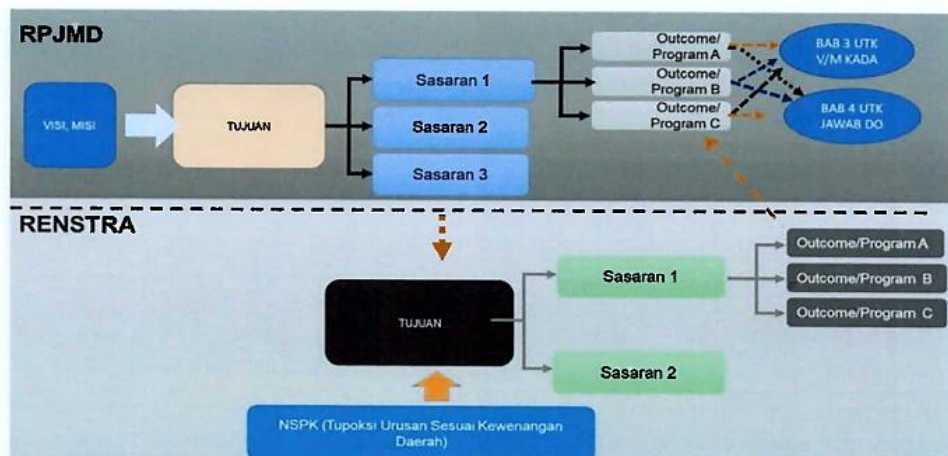 RPJMD
VISI, MISI
TUJUAN
Sasaran 1
Sasaran 2
Sasaran 3
Outcome/
Program A
Outcome/
Program B
Outcome/
Program C
BAB 3 UTK
V/M KADA
BAB 4 UTK
JAWAB DO
RENSTRA
TUJUAN
Sasaran 1
Sasaran 2
Outcome/Program A
Outcome/Program B
Outcome/Program C
NSPK (Tupoksi Urusan Sesuai Kewenangan
Daerah)